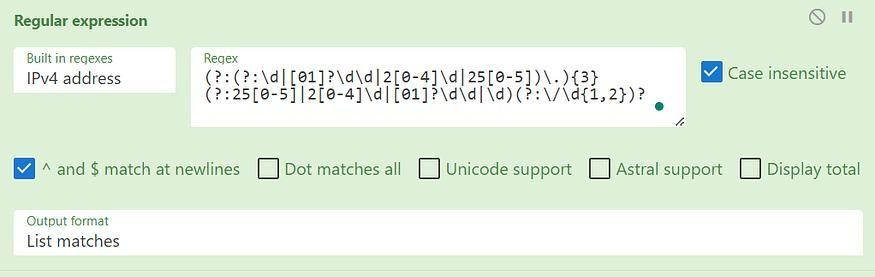 Regular expression
Built in regexes
IPv4 address
Regex
(?:(?:\d|[01]?\d\d|2[0-4]\d|25[0-5])\.){3}
(?:25[0-5]|2[0-4]\d|[01]?\d\d|\d)(?:\/\d{1,2})?
Case insensitive
^ and $ match at newlines
Dot matches all
Unicode support
Astral support
Display total
Output format
List matches